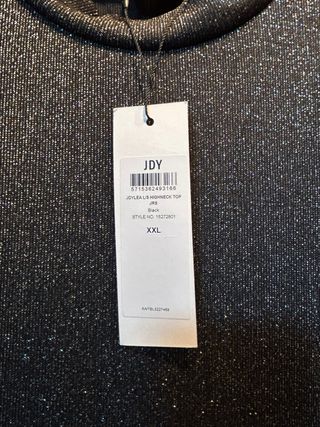 JDY
5715362493166
JDYLEA L/S HIGHNECK TOP
JRS
Black
STYLE NO. 15272801
XXL